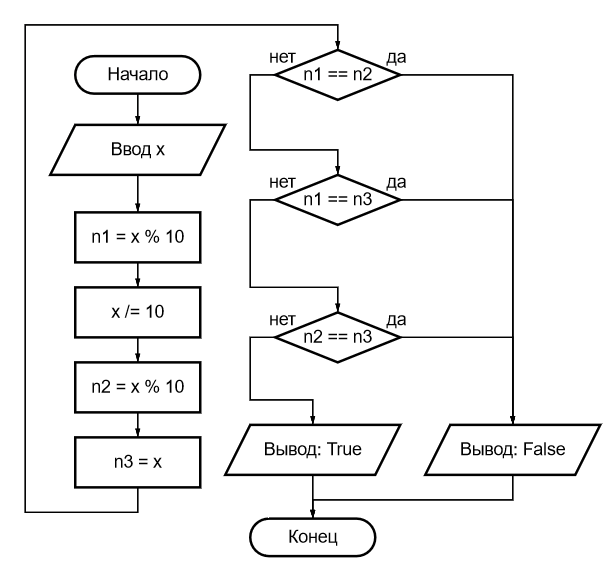 Начало
Ввод x
n1 = x % 10
x /= 10
n2 = x % 10
n3 = x
нет
да
n1 == n2
нет
да
n1 == n3
нет
да
n2 == n3
Вывод: True
Вывод: False
Конец